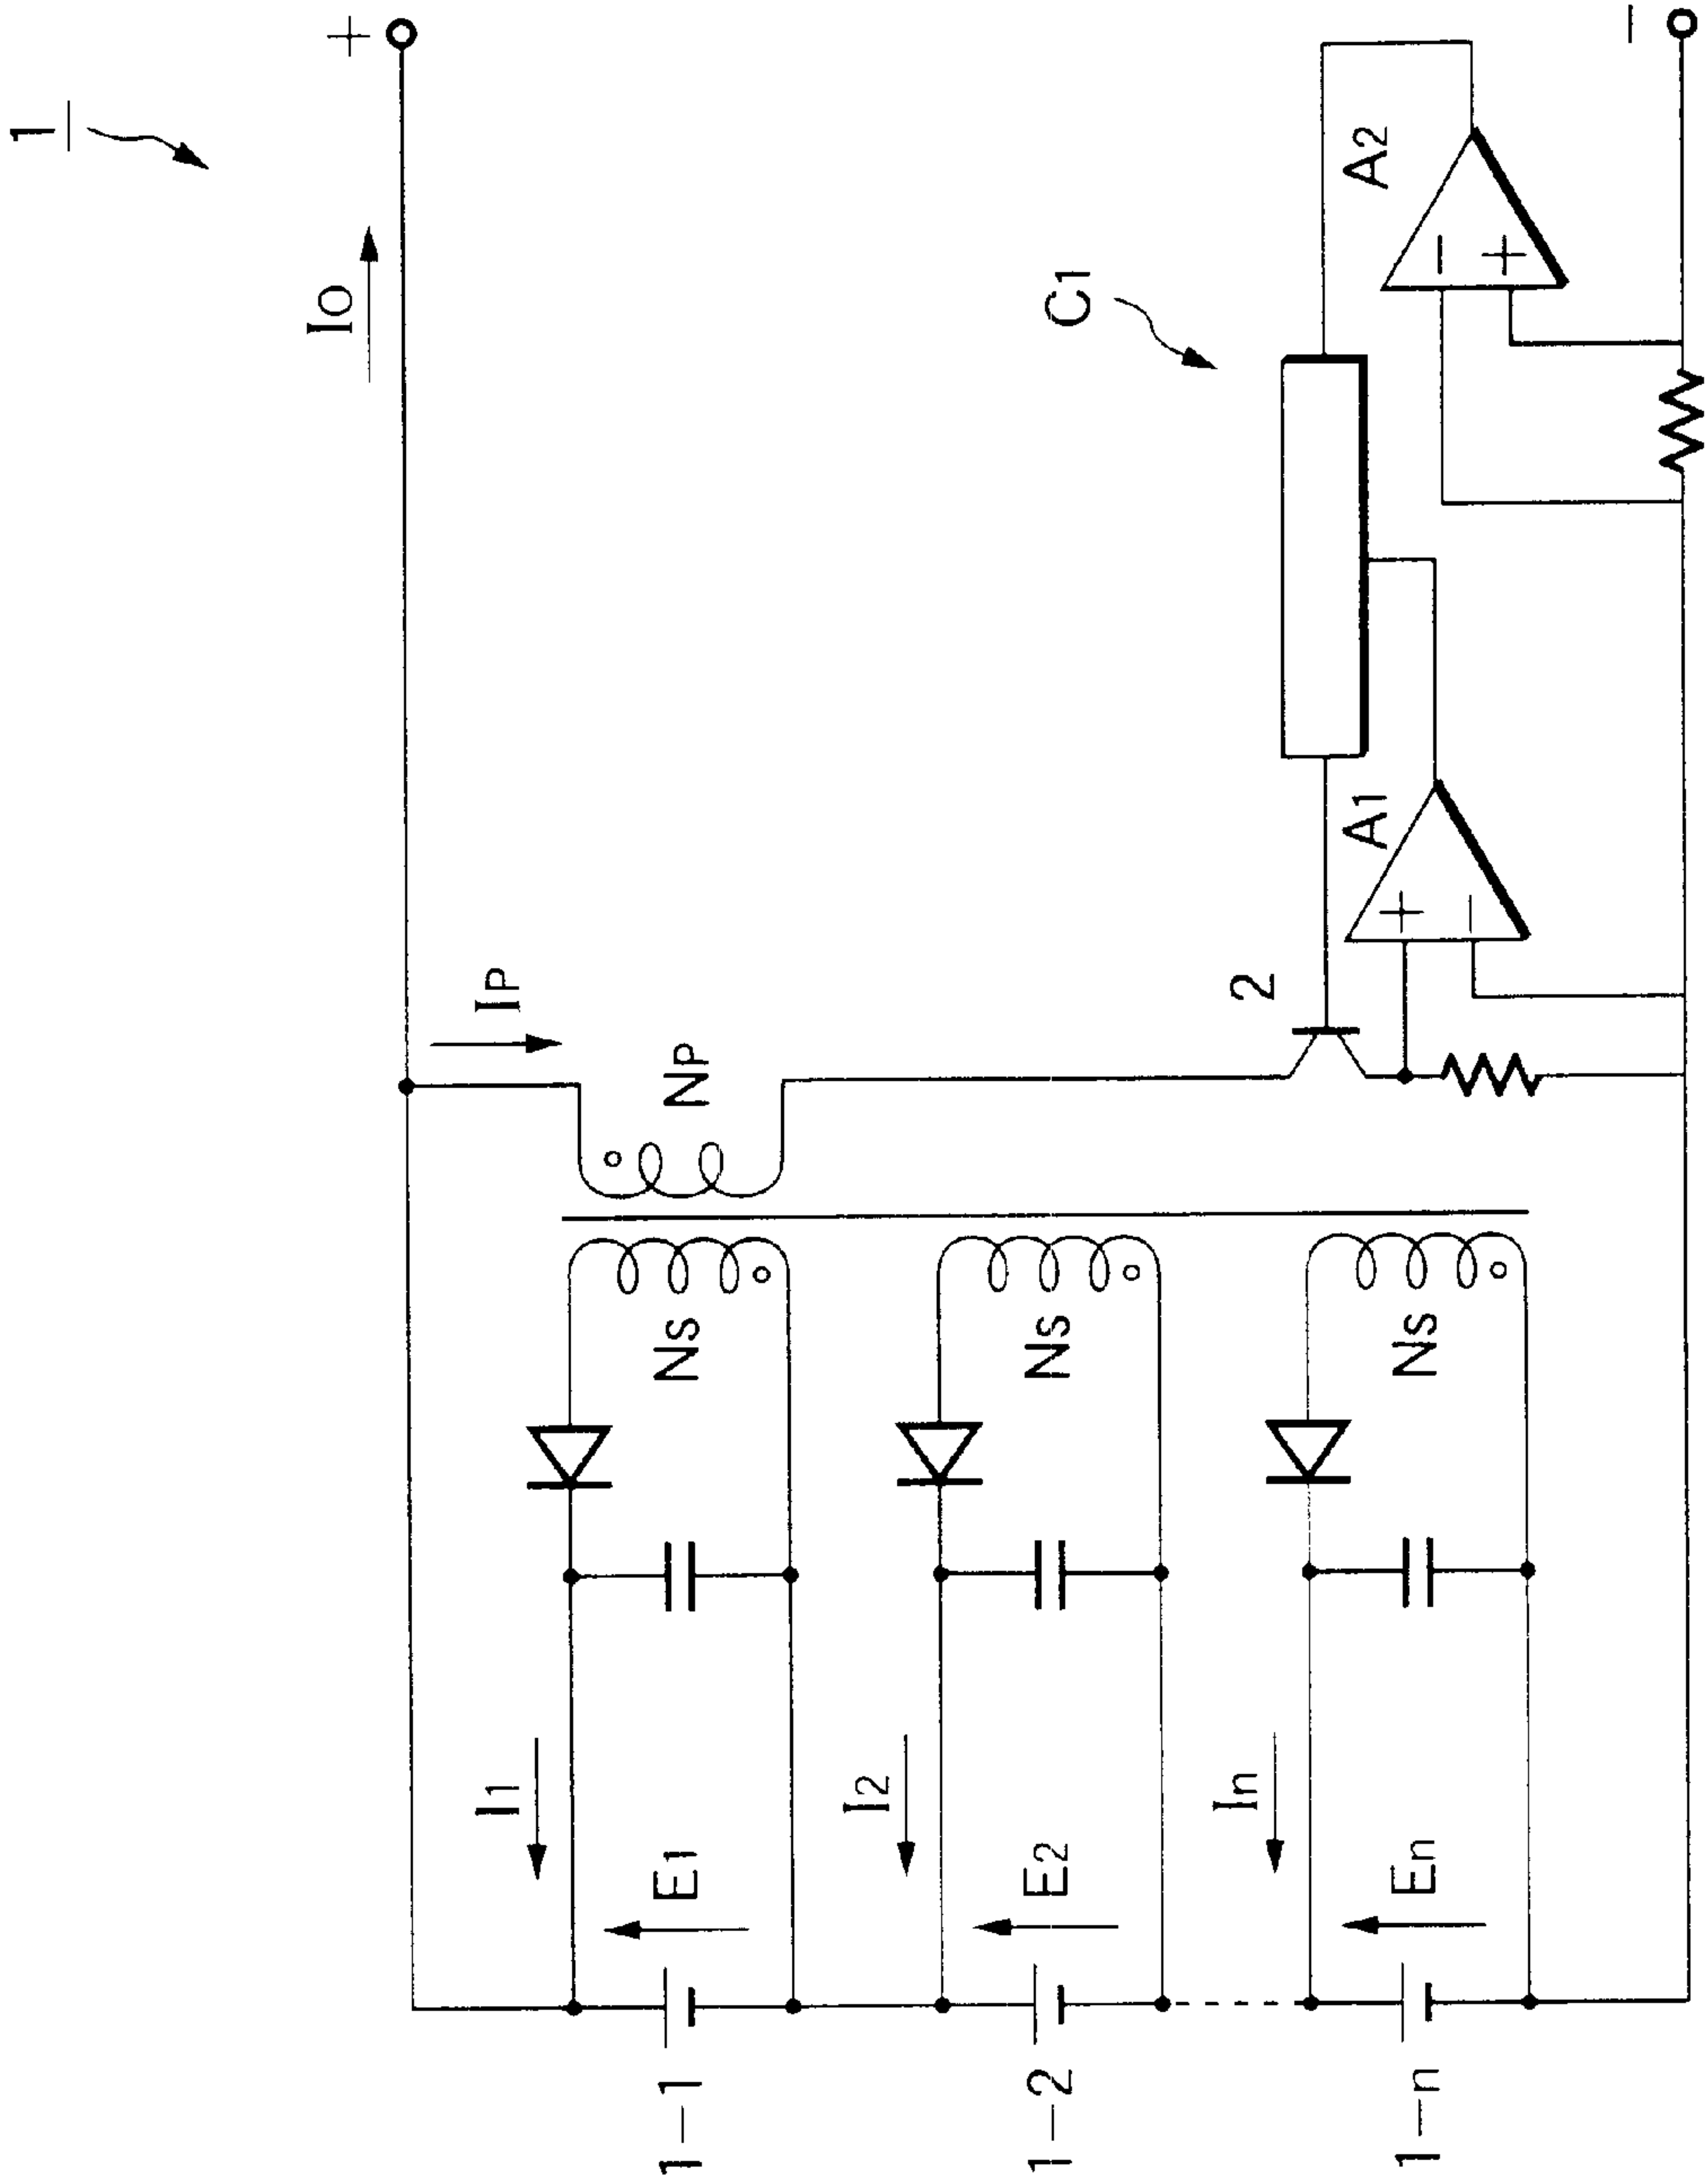 1
+
IO
IP
NP
NS
NS
NS
I1
I2
In
E1
E2
En
1-1
1-2
1-n
2
C1
A1
+
-
A2
-
+
-